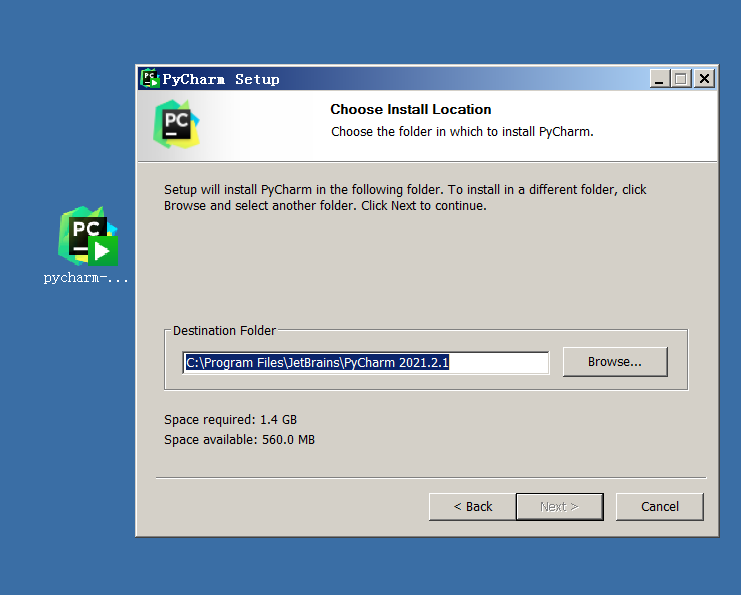 PyCharm Setup
Choose Install Location
Choose the folder in which to install PyCharm.
PC
Setup will install PyCharm in the following folder. To install in a different folder, click
Browse and select another folder. Click Next to continue.
PC
pycharm-...
Destination Folder
C:\Program Files\JetBrains\PyCharm 2021.2.1
Browse...
Space required: 1.4 GB
Space available: 560.0 MB
< Back
Next >
Cancel